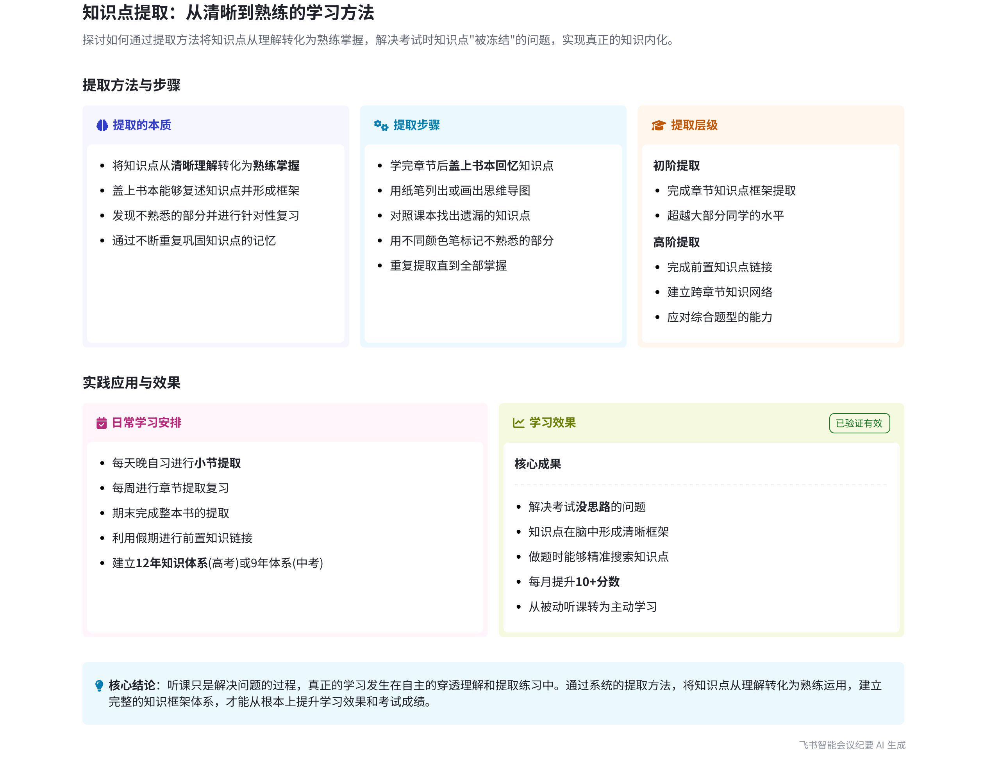 知识点提取：从清晰到熟练的学习方法
探讨如何通过提取方法将知识点从理解转化为熟练掌握，解决考试时知识点"被冻结"的问题，实现真正的知识内化。
提取方法与步骤
提取的本质
将知识点从清晰理解转化为熟练掌握
盖上书本能够复述知识点并形成框架
发现不熟悉的部分并进行针对性复习
通过不断重复巩固知识点的记忆
提取步骤
学完章节后盖上书本回忆知识点
用纸笔列出或画出思维导图
对照课本找出遗漏的知识点
用不同颜色笔标记不熟悉的部分
重复提取直到全部掌握
提取层级
初阶提取
完成章节知识点框架提取
超越大部分同学的水平
高阶提取
完成前置知识点链接
建立跨章节知识网络
应对综合题型的能力
实践应用与效果
日常学习安排
每天晚自习进行小节提取
每周进行章节提取复习
期末完成整本书的提取
利用假期进行前置知识链接
建立12年知识体系(高考)或9年体系(中考)
学习效果
已验证有效
核心成果
解决考试没思路的问题
知识点在脑中形成清晰框架
做题时能够精准搜索知识点
每月提升10+分数
从被动听课转为主动学习
核心结论：听课只是解决问题的过程，真正的学习发生在自主的穿透理解和提取练习中。通过系统的提取方法，将知识点从理解转化为熟练运用，建立
完整的知识框架体系，才能从根本上提升学习效果和考试成绩。
飞书智能会议纪要 AI 生成